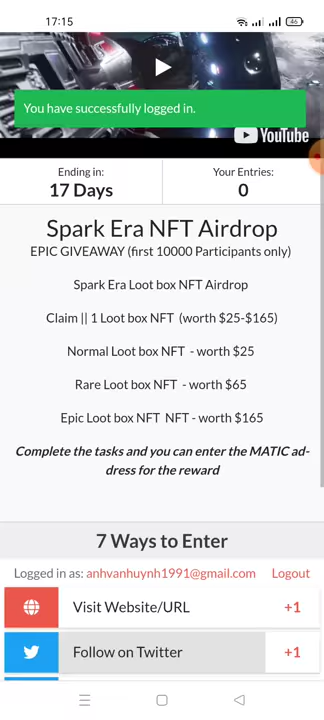 17:15
46
You have successfully logged in.
YouTube
Ending in:
17 Days
Your Entries:
0
Spark Era NFT Airdrop
EPIC GIVEAWAY (first 10000 Participants only)
Spark Era Loot box NFT Airdrop
Claim || 1 Loot box NFT (worth $25-$165)
Normal Loot box NFT - worth $25
Rare Loot box NFT - worth $65
Epic Loot box NFT NFT - worth $165
Complete the tasks and you can enter the MATIC ad-
dress for the reward
7 Ways to Enter
Logged in as: anhvanhuynh1991@gmail.com Logout
Visit Website/URL +1
Follow on Twitter +1